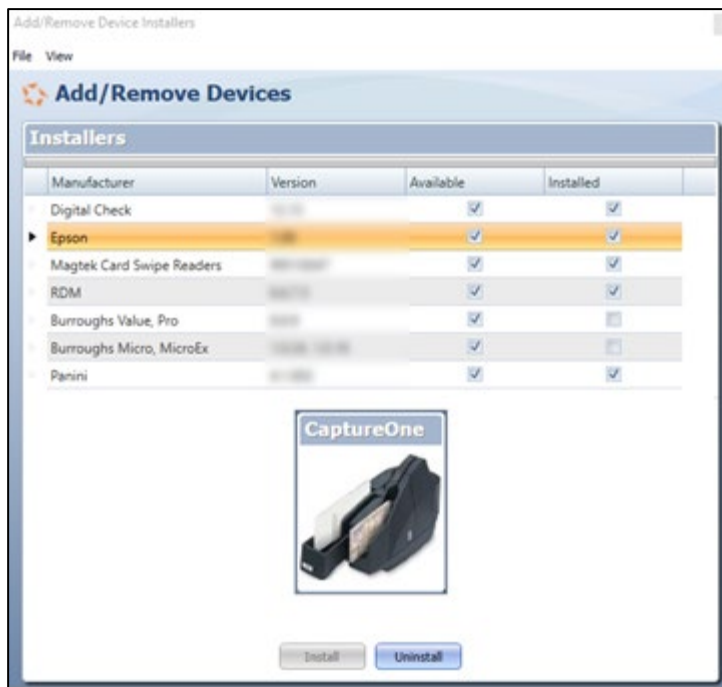 Add/Remove Device Installers
File View
Add/Remove Devices
Installers
Manufacturer Version Available Installed
Digital Check
Epson
Magtek Card Swipe Readers
RDM
Burroughs Value, Pro
Burroughs Micro, MicroEx
Panini
CaptureOne
Install Uninstall